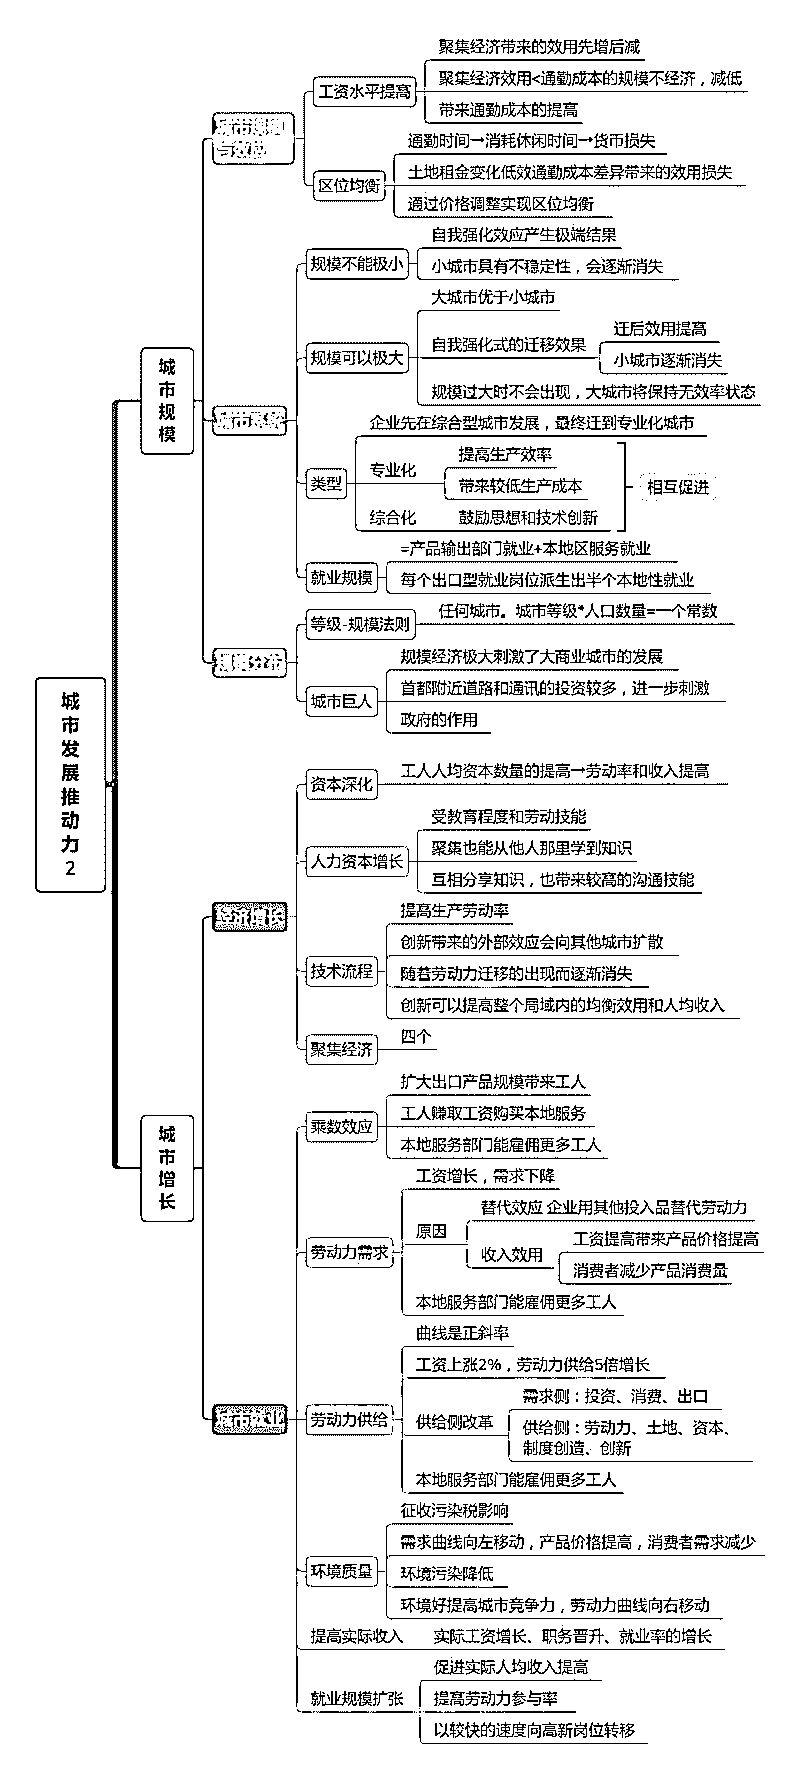 聚集经济带来的效用先增后减
工资水平提高
聚集经济效用<通勤成本的规模不经济，减低
带来通勤成本的提高
城市规模
与效应
通勤时间→消耗休闲时间→货币损失
区位均衡
土地租金变化低效通勤成本差异带来的效用损失
通过价格调整实现区位均衡
自我强化效应产生极端结果
规模不能极小
小城市具有不稳定性，会逐渐消失
大城市优于小城市
城市规模
规模可以极大
自我强化式的迁移效果
迁后效用提高
小城市逐渐消失
规模过大时不会出现，大城市将保持无效率状态
城市系统
企业先在综合型城市发展，最终迁到专业化城市
类型
专业化
提高生产效率
带来较低生产成本
相互促进
综合化
鼓励思想和技术创新
=产品输出部门就业+本地区服务就业
就业规模
每个出口型就业岗位派生出半个本地性就业
等级-规模法则
任何城市。城市等级*人口数量=一个常数
规模分布
规模经济极大刺激了大商业城市的发展
城市巨人
首都附近道路和通讯的投资较多，进一步刺激
政府的作用
城市发展推动力2
资本深化
工人人均资本数量的提高→劳动率和收入提高
受教育程度和劳动技能
人力资本增长
聚集也能从他人那里学到知识
互相分享知识，也带来较高的沟通技能
经济增长
提高生产劳动率
创新带来的外部效应会向其他城市扩散
技术流程
随着劳动力迁移的出现而逐渐消失
创新可以提高整个局域内的均衡效用和人均收入
聚集经济
四个
城市增长
扩大出口产品规模带来工人
乘数效应
工人赚取工资购买本地服务
本地服务部门能雇佣更多工人
工资增长，需求下降
劳动力需求
原因
替代效应 企业用其他投入品替代劳动力
收入效用
工资提高带来产品价格提高
消费者减少产品消费量
本地服务部门能雇佣更多工人
曲线是正斜率
工资上涨2%，劳动力供给5倍增长
城市就业
劳动力供给
供给侧改革
需求侧：投资、消费、出口
供给侧：劳动力、土地、资本、
制度创造、创新
本地服务部门能雇佣更多工人
征收污染税影响
需求曲线向左移动，产品价格提高，消费者需求减少
环境质量
环境污染降低
环境好提高城市竞争力，劳动力曲线向右移动
提高实际收入
实际工资增长、职务晋升、就业率的增长
促进实际人均收入提高
就业规模扩张
提高劳动力参与率
以较快的速度向高新岗位转移